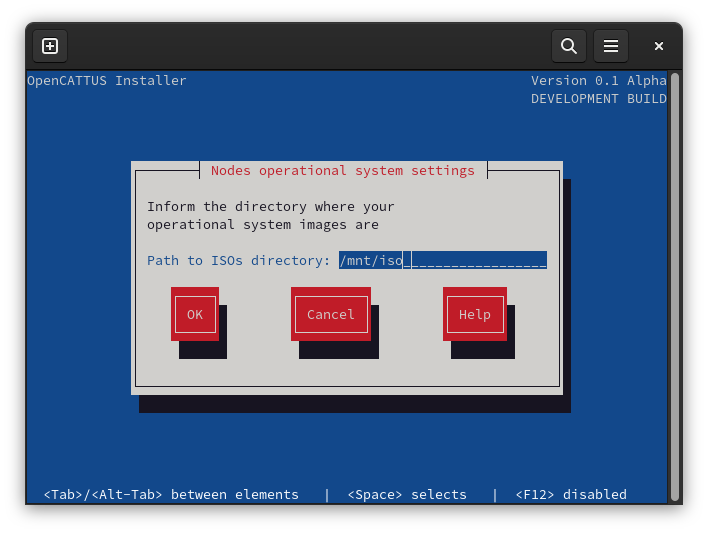 OpenCATTUS Installer Version 0.1 Alpha
DEVELOPMENT BUILD
Nodes operational system settings
Inform the directory where your
operational system images are
Path to ISOs directory: /mnt/iso__________________
OK Cancel Help
<Tab>/<Alt-Tab> between elements | <Space> selects | <F12> disabled